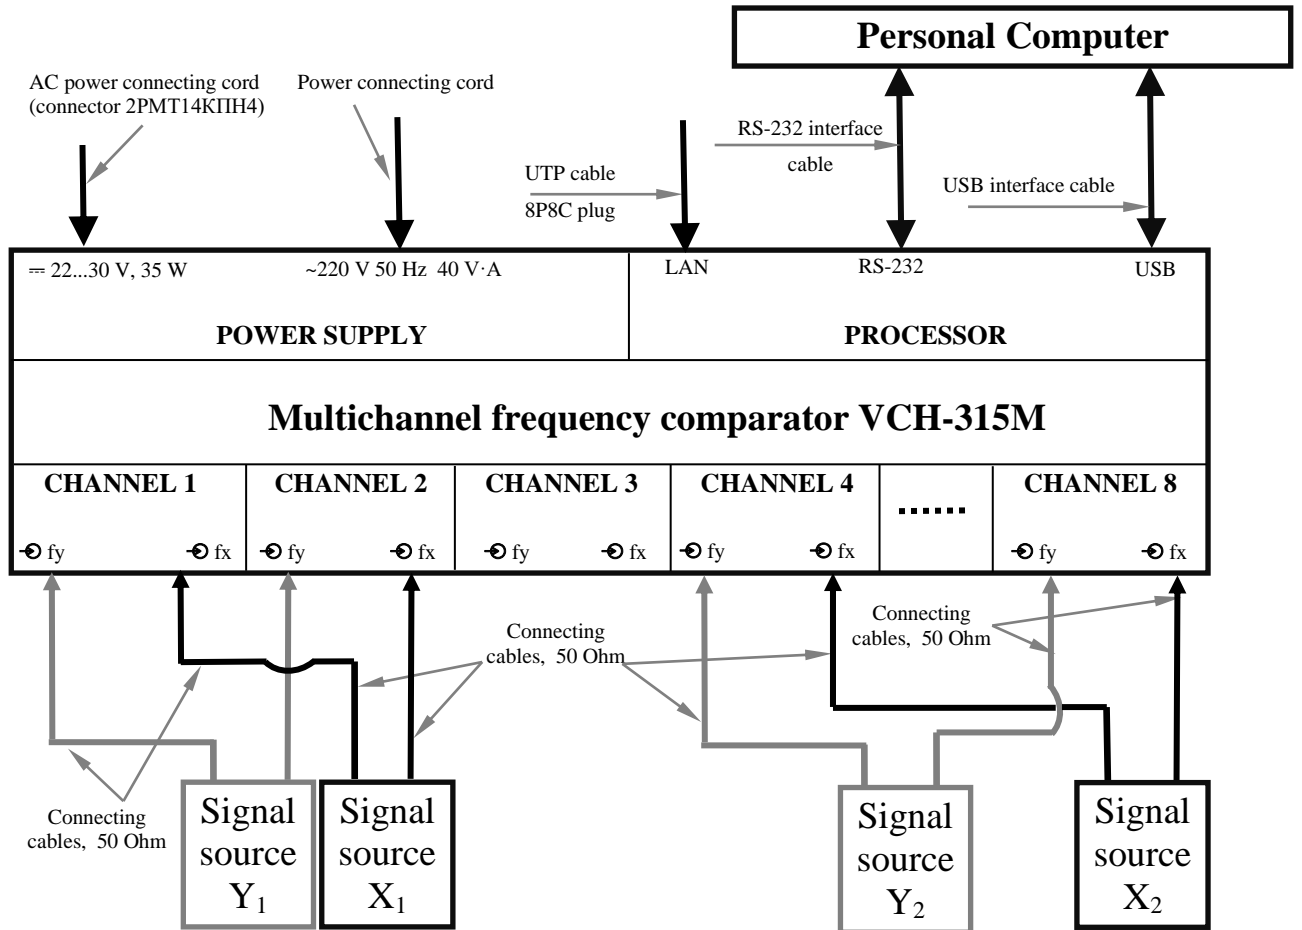 Personal Computer
AC power connecting cord
(connector 2РМТ14КПН4)
Power connecting cord
RS-232 interface
cable
UTP cable
8P8C plug
USB interface cable
⎓ 22...30 V, 35 W
~220 V 50 Hz 40 V·A
LAN
RS-232
USB
POWER SUPPLY
PROCESSOR
Multichannel frequency comparator VCH-315M
CHANNEL 1
CHANNEL 2
CHANNEL 3
CHANNEL 4
.......
CHANNEL 8
fy
fx
fy
fx
fy
fx
fy
fx
fy
fx
Connecting
cables, 50 Ohm
Connecting
cables, 50 Ohm
Connecting
cables, 50 Ohm
Signal
source
Y1
Signal
source
X1
Signal
source
Y2
Signal
source
X2